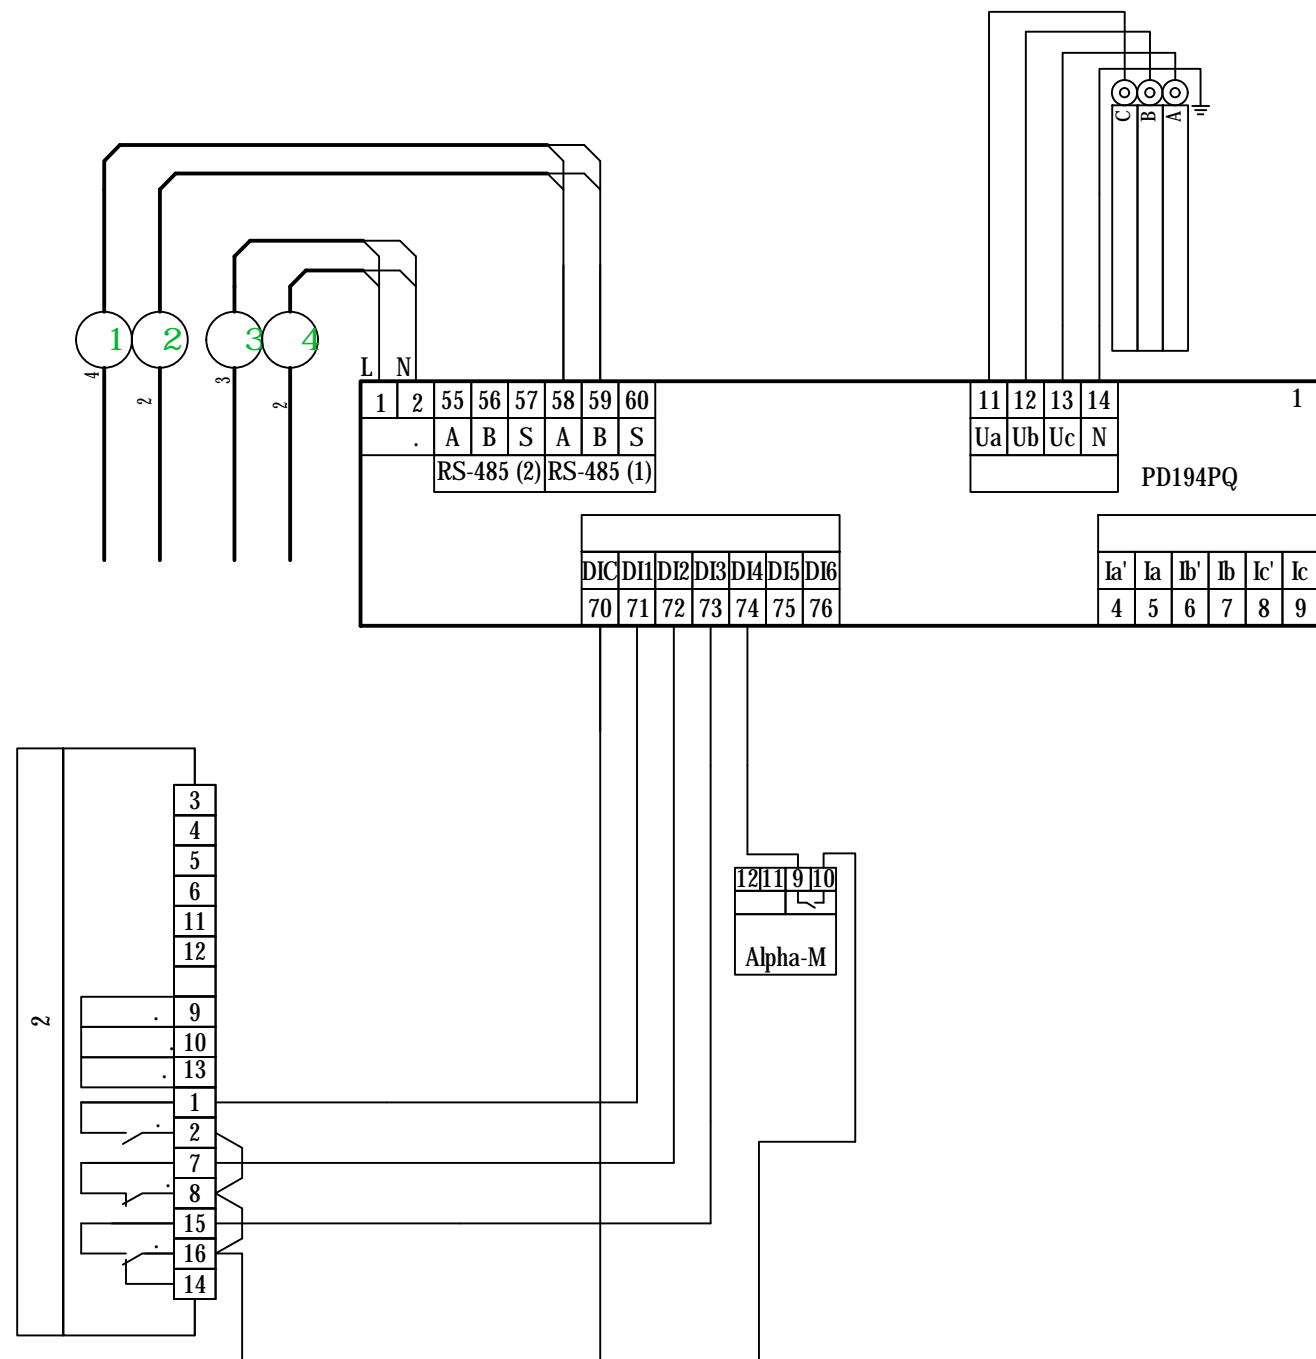 C B A
1 2 3 4
4 2 3 2
L N
1 2 55 56 57 58 59 60
. A B S A B S
RS-485 (2) RS-485 (1)
11 12 13 14
Ua Ub Uc N
1
PD194PQ
DIC DI1 DI2 DI3 DI4 DI5 DI6
70 71 72 73 74 75 76
Ia' Ia Ib' Ib Ic' Ic
4 5 6 7 8 9
2
3
4
5
6
11
12
. 9
. 10
. 13
1
. 2
7
. 8
15
. 16
14
12 11 9 10
Alpha-M